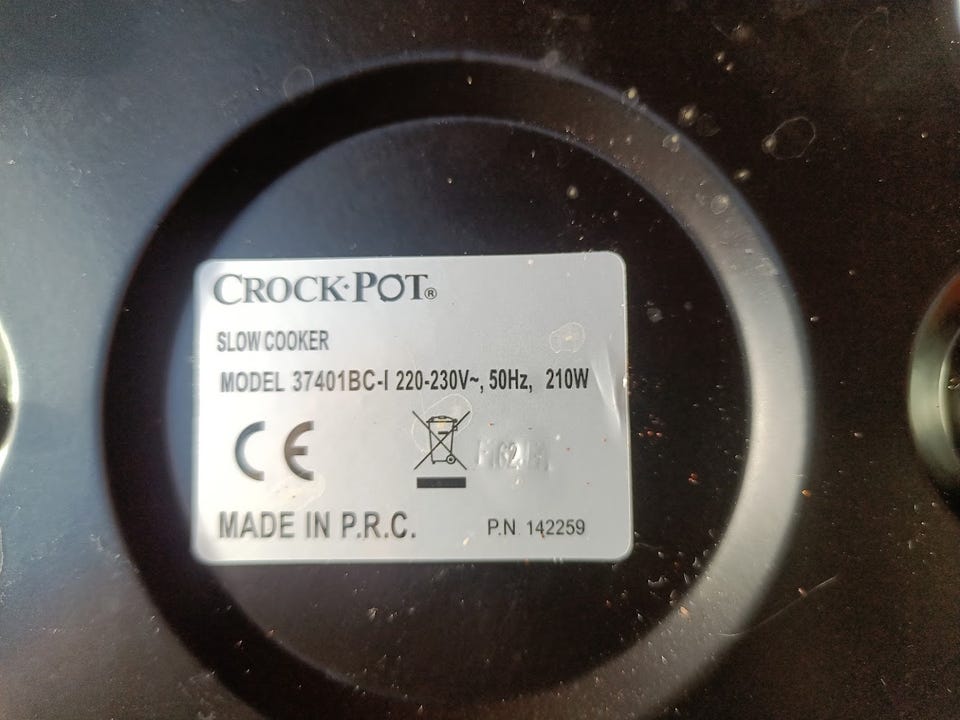 CROCK·POT®
SLOW COOKER
MODEL 37401BC-I 220-230V~, 50Hz, 210W
CE
MADE IN P.R.C. P.N. 142259